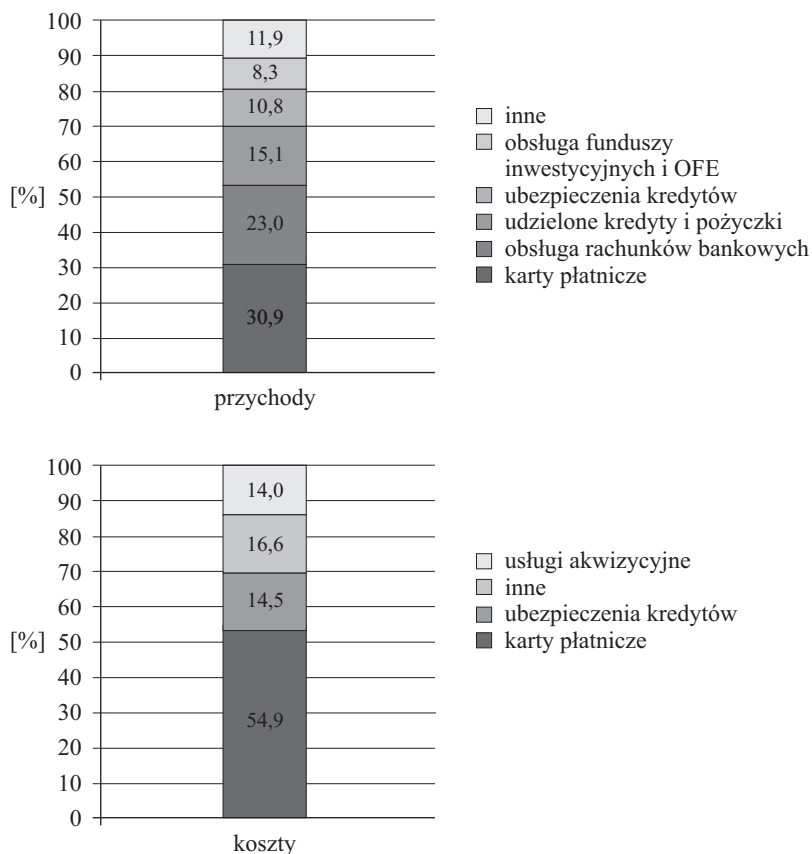 100
90
80
70
60
[%] 50
40
30
20
10
0
11,9
8,3
10,8
15,1
23,0
30,9
przychody
inne
obsługa funduszy
inwestycyjnych i OFE
ubezpieczenia kredytów
udzielone kredyty i pożyczki
obsługa rachunków bankowych
karty płatnicze
100
90
80
70
60
[%] 50
40
30
20
10
0
14,0
16,6
14,5
54,9
koszty
usługi akwizycyjne
inne
ubezpieczenia kredytów
karty płatnicze